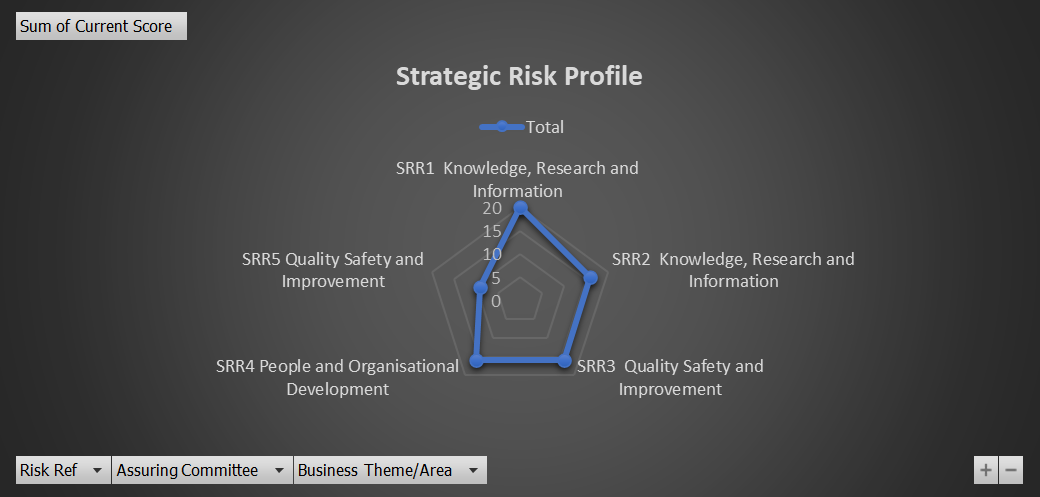 Sum of Current Score
Strategic Risk Profile
Total
SRR1  Knowledge, Research and
Information
20
15
10
5
0
SRR2  Knowledge, Research and
Information
SRR3  Quality Safety and
Improvement
SRR4 People and Organisational
Development
SRR5 Quality Safety and
Improvement
Risk Ref
Assuring Committee
Business  Theme/Area
+ −